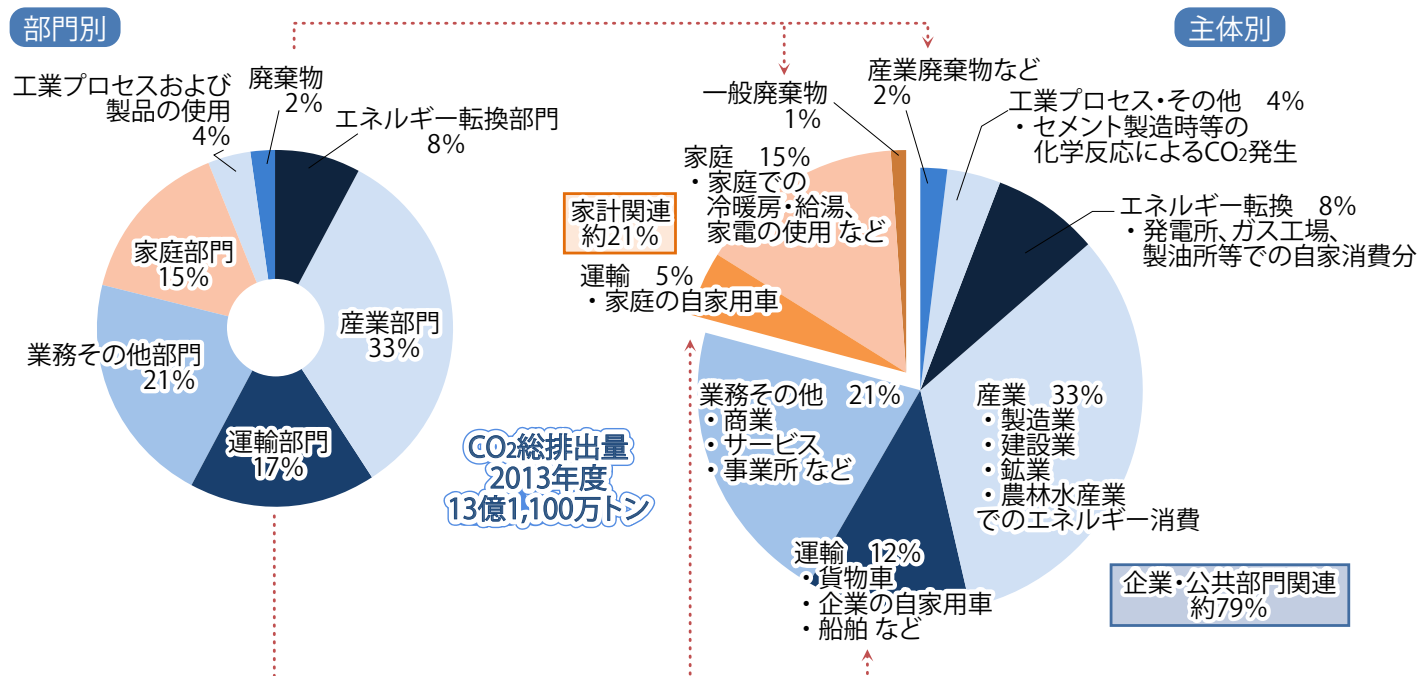 部門別
工業プロセスおよび
製品の使用
4%
廃棄物
2%
エネルギー転換部門
8%
産業部門
33%
運輸部門
17%
業務その他部門
21%
家庭部門
15%
CO2総排出量
2013年度
13億1,100万トン
主体別
一般廃棄物
1%
産業廃棄物など
2%
工業プロセス・その他 4%
・セメント製造時等の
化学反応によるCO2発生
エネルギー転換 8%
・発電所、ガス工場、
製油所等での自家消費分
家計関連
約21%
家庭 15%
・家庭での
冷暖房・給湯、
家電の使用 など
運輸 5%
・家庭の自家用車
業務その他 21%
・商業
・サービス
・事業所 など
産業 33%
・製造業
・建設業
・鉱業
・農林水産業
でのエネルギー消費
運輸 12%
・貨物車
・企業の自家用車
・船舶 など
企業・公共部門関連
約79%